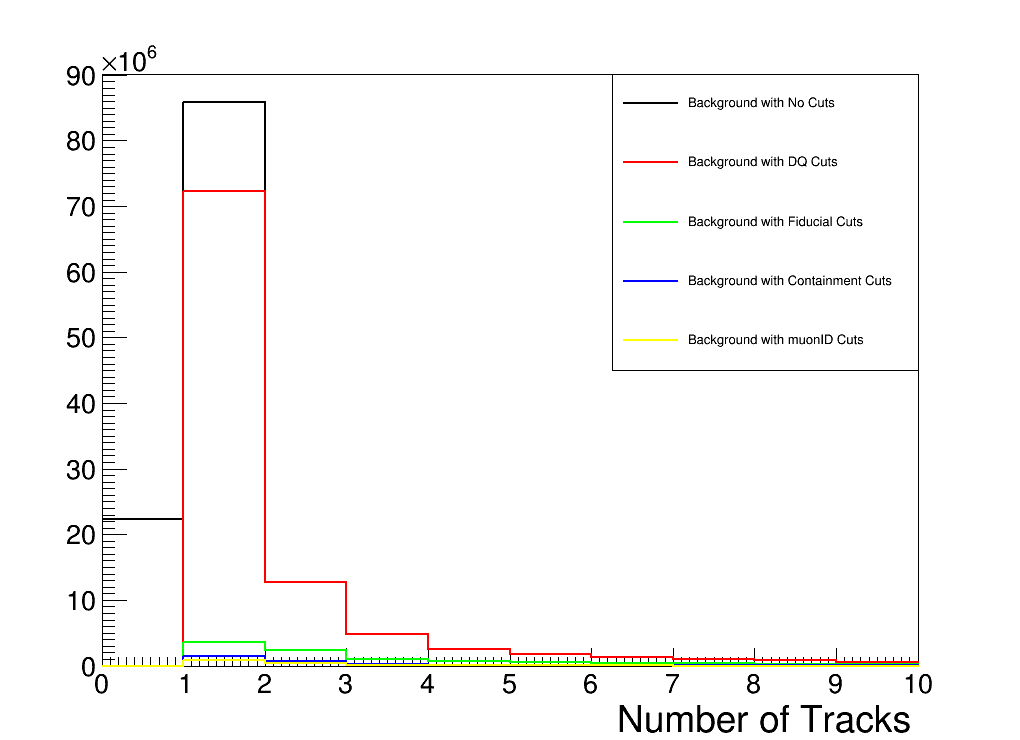 ×10⁶
90
80
70
60
50
40
30
20
10
0
Background with No Cuts
Background with DQ Cuts
Background with Fiducial Cuts
Background with Containment Cuts
Background with muonID Cuts
0 1 2 3 4 5 6 7 8 9 10
Number of Tracks